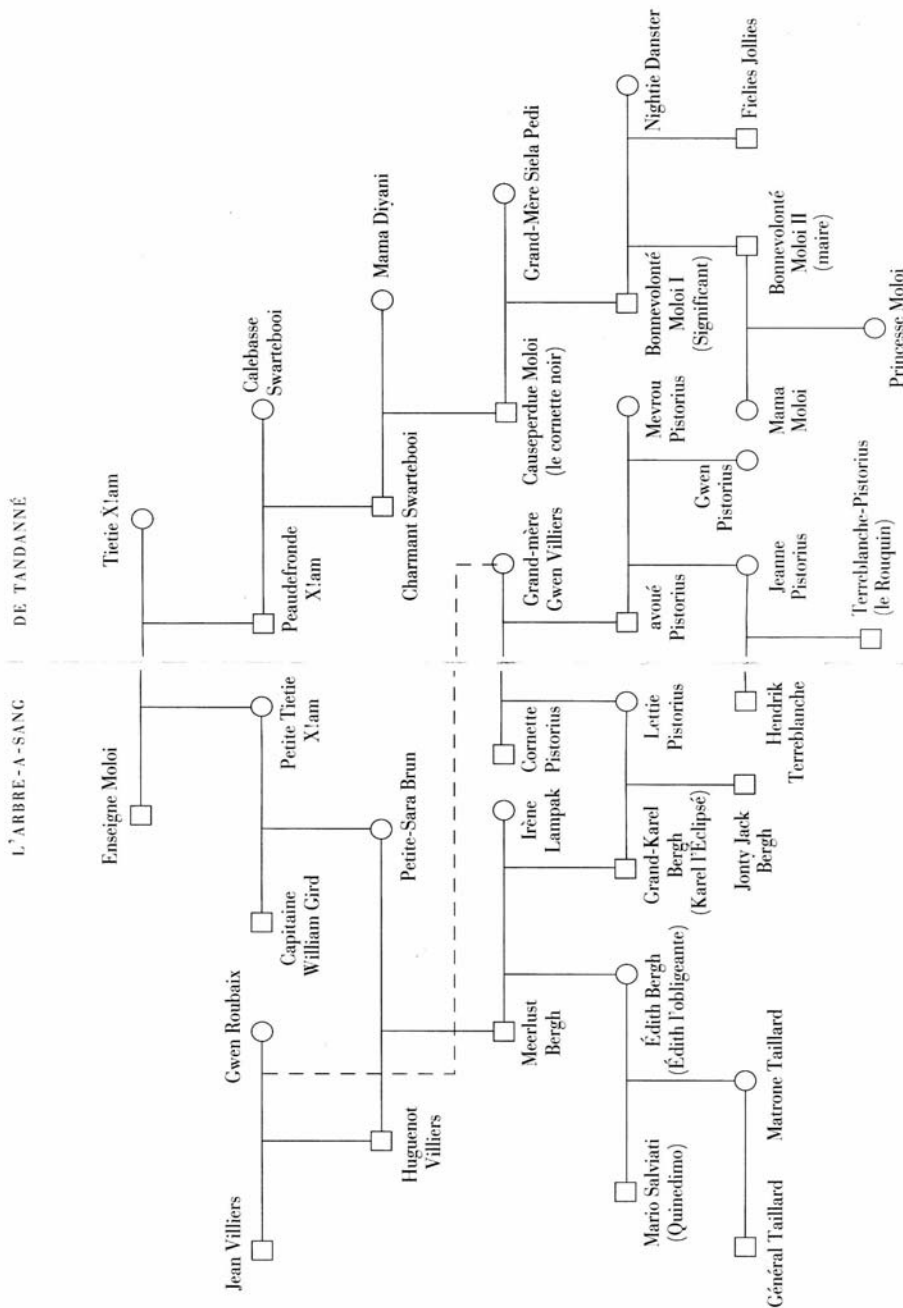 L'ARBRE-A-SANG DE TANDANNÉ
Enseigne Moloi
Tietie X!am
Jean Villiers
Gwen Roubaix
Capitaine
William Gird
Petite Tietie
X!am
Peaudefronde
X!am
Calebasse
Swartebooi
Huguenot
Villiers
Petite-Sara Brun
Charmant Swartebooi
Mama Diyani
Meerlust
Bergh
Irène
Lampak
Cornette
Pistorius
Grand-mère
Gwen Villiers
Causeperdue Moloi
(le cornette noir)
Grand-Mère Siela Pedi
Mario Salviati
(Quinedimo)
Édith Bergh
(Édith l'obligeante)
Grand-Karel
Bergh
(Karel l'Éclipsé)
Lettie
Pistorius
avoué
Pistorius
Mevrou
Pistorius
Bonnevolonté
Moloi I
(Significant)
Nightie Danster
Général Taillard
Matrone Taillard
Jonty Jack
Bergh
Hendrik
Terreblanche
Jeanne
Pistorius
Gwen
Pistorius
Mama
Moloi
Bonnevolonté
Moloi II
(maire)
Fielies Jollies
Terreblanche-Pistorius
(le Rouquin)
Princesse Moloi